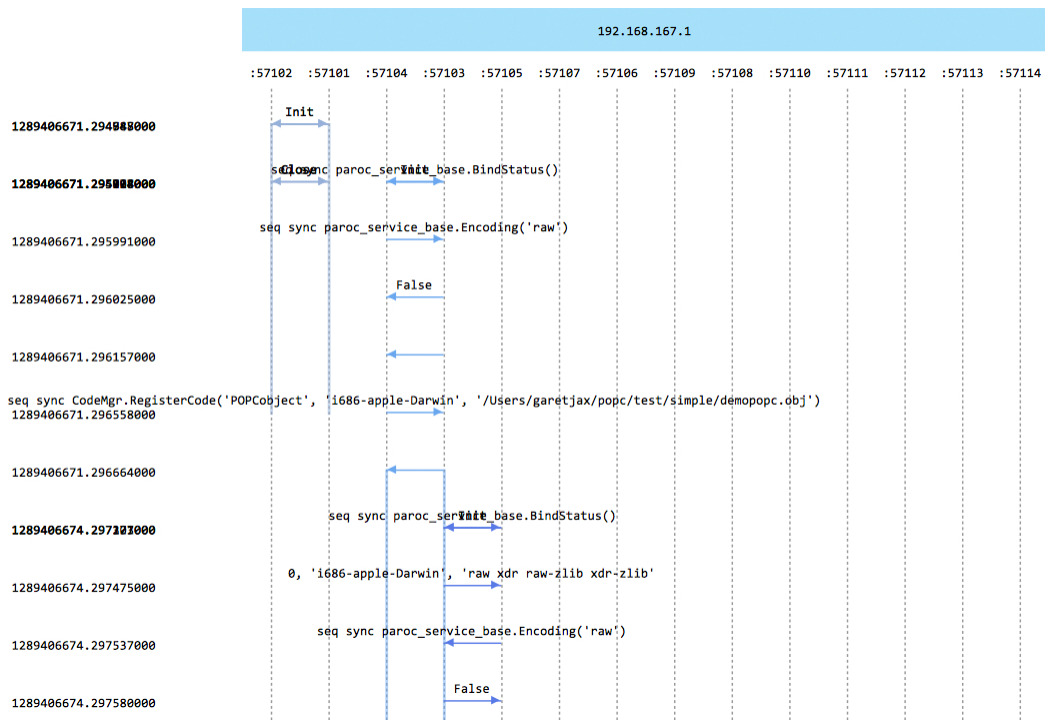 192.168.167.1
:57102 :57101 :57104 :57103 :57105 :57107 :57106 :57109 :57108 :57110 :57111 :57112 :57113 :57114
Init
seq sync paroc_service_base.BindStatus()
Close
Init
seq sync paroc_service_base.Encoding('raw')
1289406671.295991000
False
1289406671.296025000
1289406671.296157000
seq sync CodeMgr.RegisterCode('POPCobject', 'i686-apple-Darwin', '/Users/garetjax/popc/test/simple/demopopc.obj')
1289406671.296558000
1289406671.296664000
seq sync paroc_service_base.BindStatus()
Init
0, 'i686-apple-Darwin', 'raw xdr raw-zlib xdr-zlib'
1289406674.297475000
seq sync paroc_service_base.Encoding('raw')
1289406674.297537000
False
1289406674.297580000